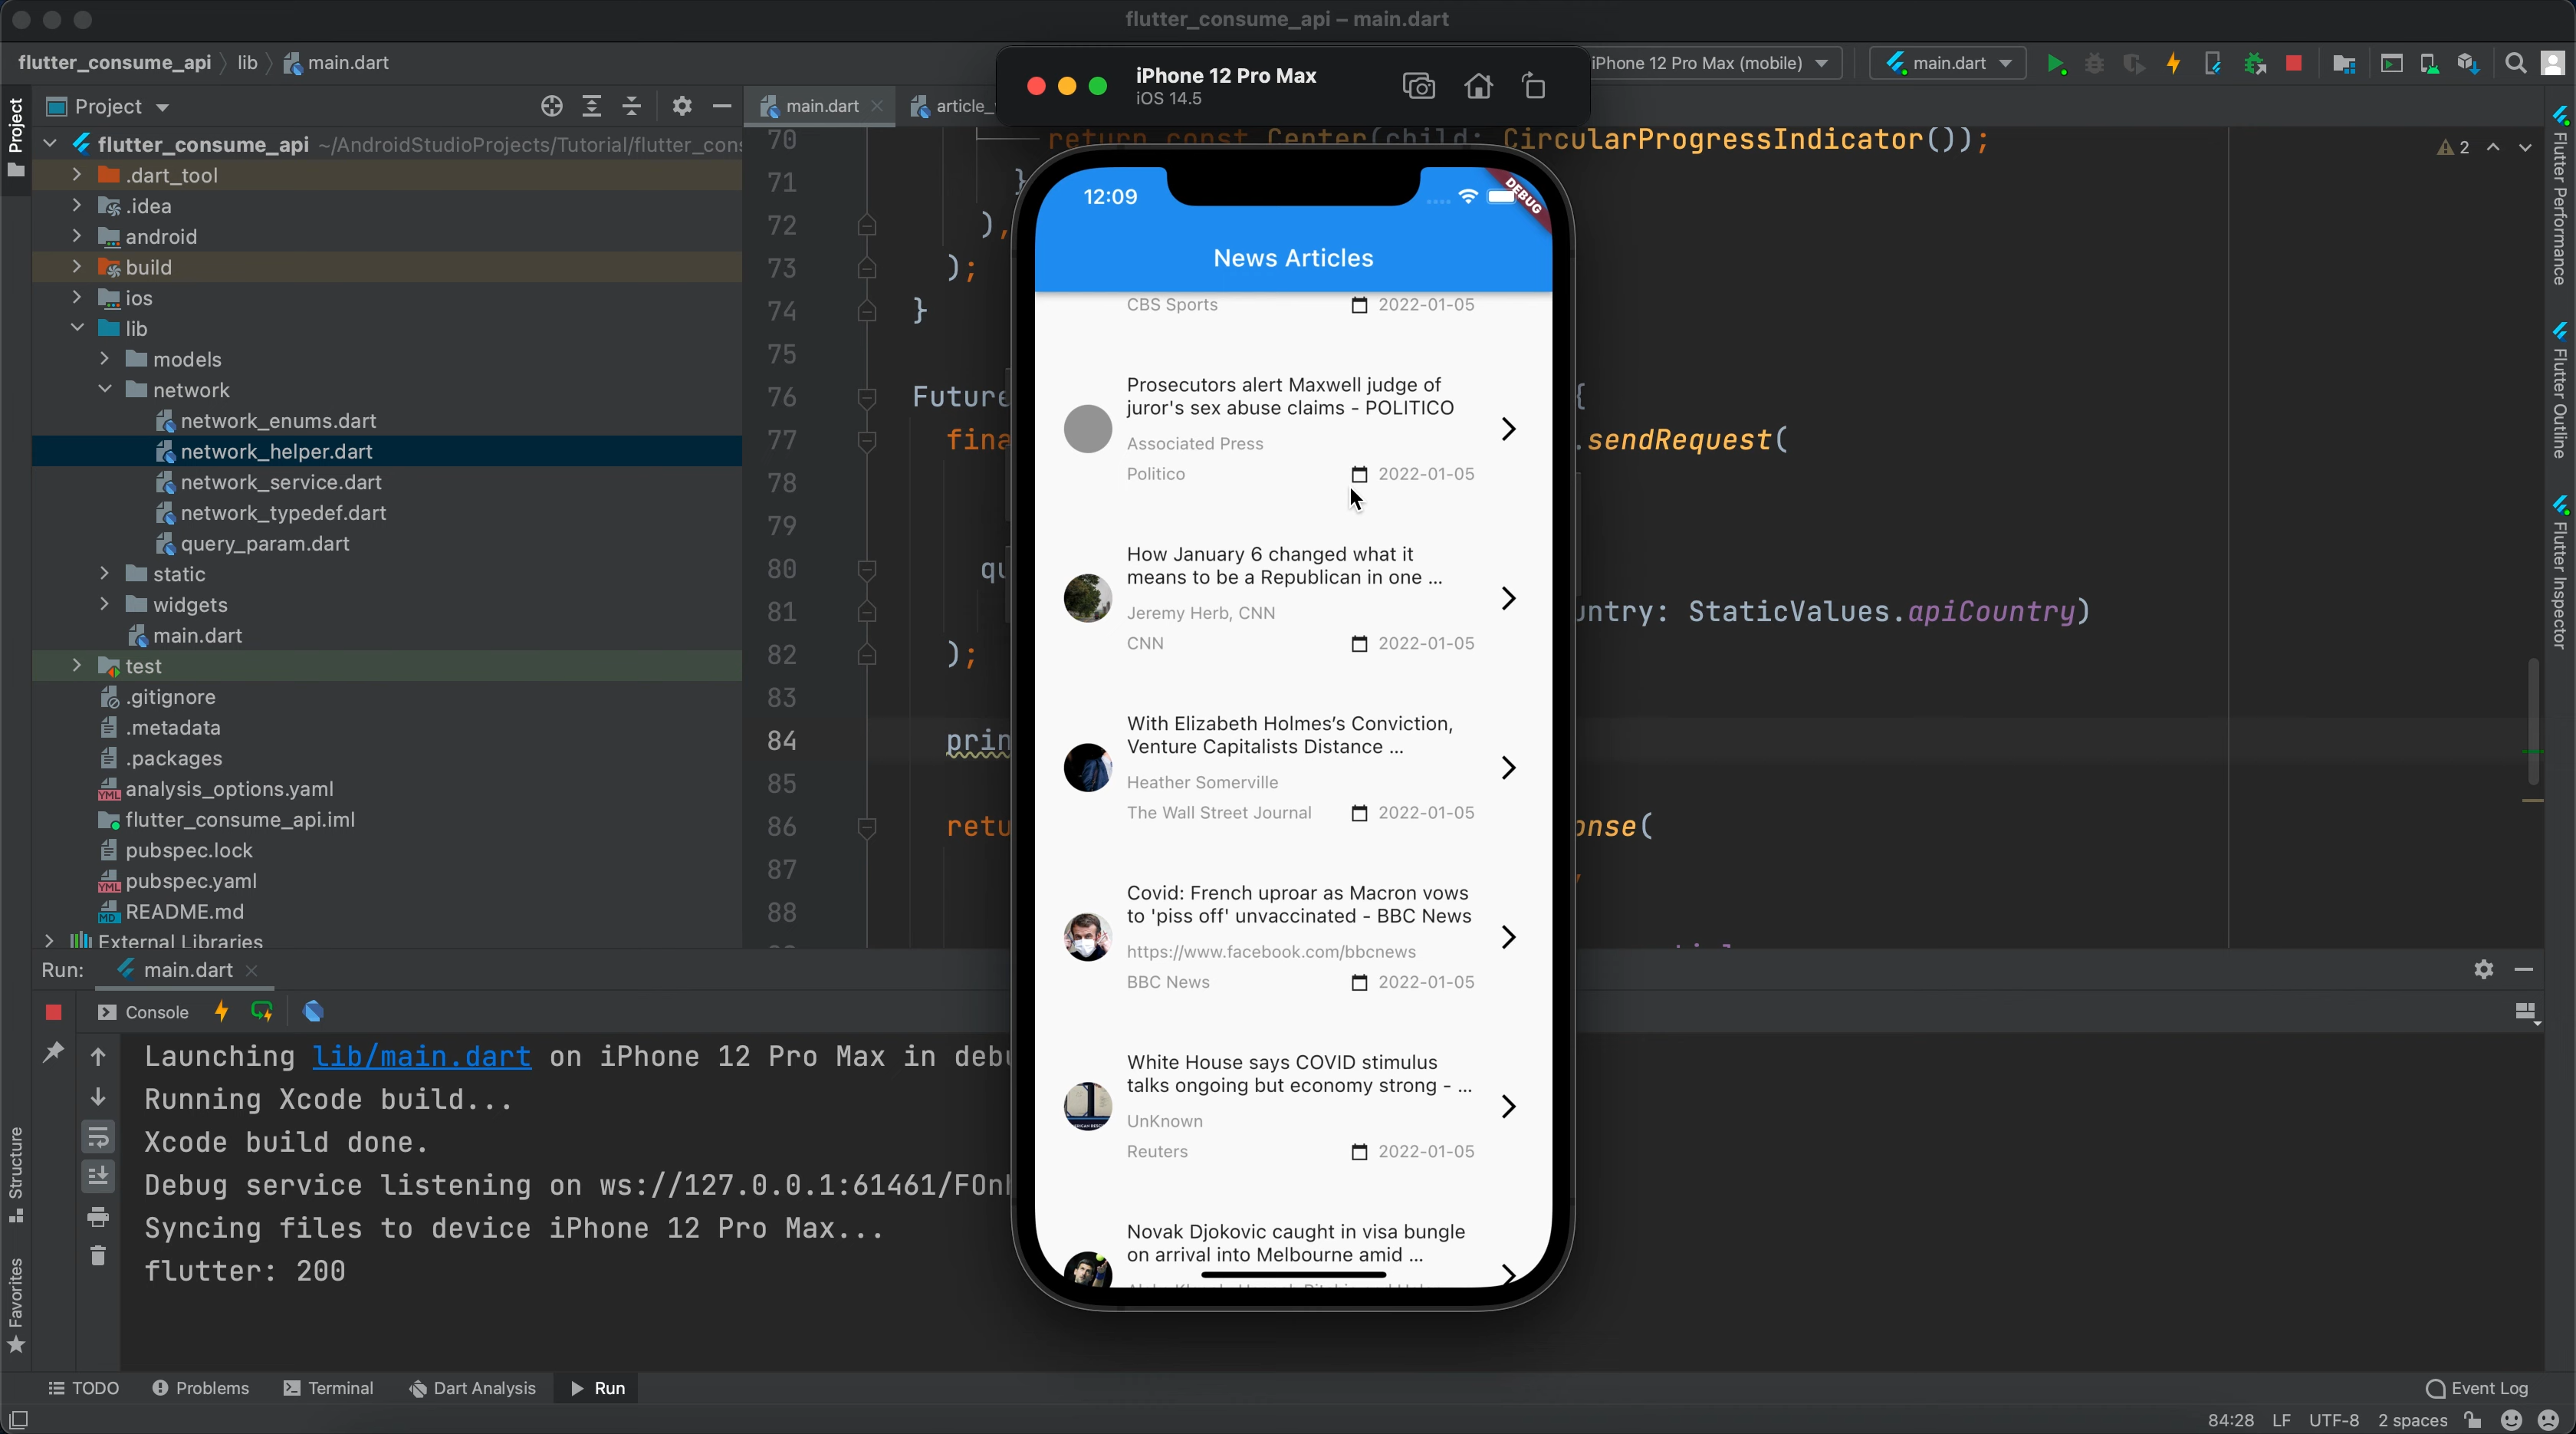 flutter_consume_api – main.dart
flutter_consume_api
lib
main.dart
iPhone 12 Pro Max
iOS 14.5
iPhone 12 Pro Max (mobile)
main.dart
Project
Project
main.dart
article_
flutter_consume_api ~/AndroidStudioProjects/Tutorial/flutter_cons
.dart_tool
.idea
android
build
ios
lib
models
network
network_enums.dart
network_helper.dart
network_service.dart
network_typedef.dart
query_param.dart
static
widgets
main.dart
test
.gitignore
.metadata
.packages
analysis_options.yaml
flutter_consume_api.iml
pubspec.lock
pubspec.yaml
README.md
External Libraries
70 return const Center(child: CircularProgressIndicator());
71 }
72 ),
73 );
74 }
75
76 Future {
77 fina .sendRequest(
78
79
80 qu
81 untry: StaticValues.apiCountry)
82 );
83
84 prin
85
86 retu onse(
87
88
2
12:09
DEBUG
News Articles
CBS Sports 2022-01-05
Prosecutors alert Maxwell judge of
juror's sex abuse claims - POLITICO
Associated Press
Politico 2022-01-05
How January 6 changed what it
means to be a Republican in one ...
Jeremy Herb, CNN
CNN 2022-01-05
With Elizabeth Holmes’s Conviction,
Venture Capitalists Distance ...
Heather Somerville
The Wall Street Journal 2022-01-05
Covid: French uproar as Macron vows
to 'piss off' unvaccinated - BBC News
https://www.facebook.com/bbcnews
BBC News 2022-01-05
White House says COVID stimulus
talks ongoing but economy strong - ...
UnKnown
Reuters 2022-01-05
Novak Djokovic caught in visa bungle
on arrival into Melbourne amid ...
Flutter Performance
Flutter Outline
Flutter Inspector
Run:
main.dart
Console
Launching lib/main.dart on iPhone 12 Pro Max in debu
Running Xcode build...
Xcode build done.
Debug service listening on ws://127.0.0.1:61461/FOnh
Syncing files to device iPhone 12 Pro Max...
flutter: 200
Structure
Favorites
TODO
Problems
Terminal
Dart Analysis
Run
Event Log
84:28 LF UTF-8 2 spaces